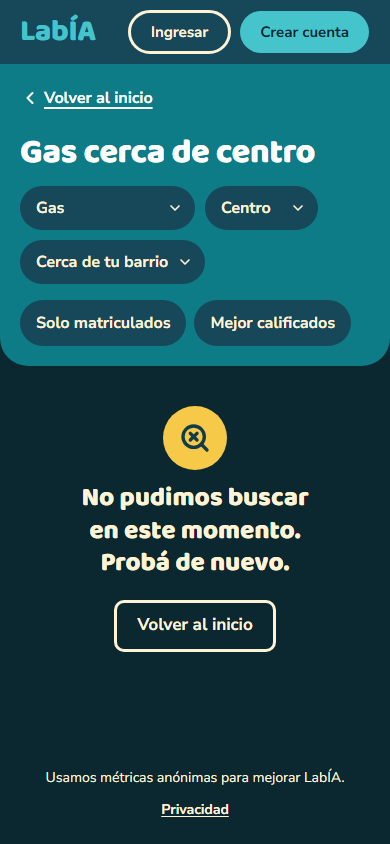 LabÍA
Ingresar
Crear cuenta
Volver al inicio
Gas cerca de centro
Gas
Centro
Cerca de tu barrio
Solo matriculados
Mejor calificados
No pudimos buscar
en este momento.
Probá de nuevo.
Volver al inicio
Usamos métricas anónimas para mejorar LabÍA.
Privacidad